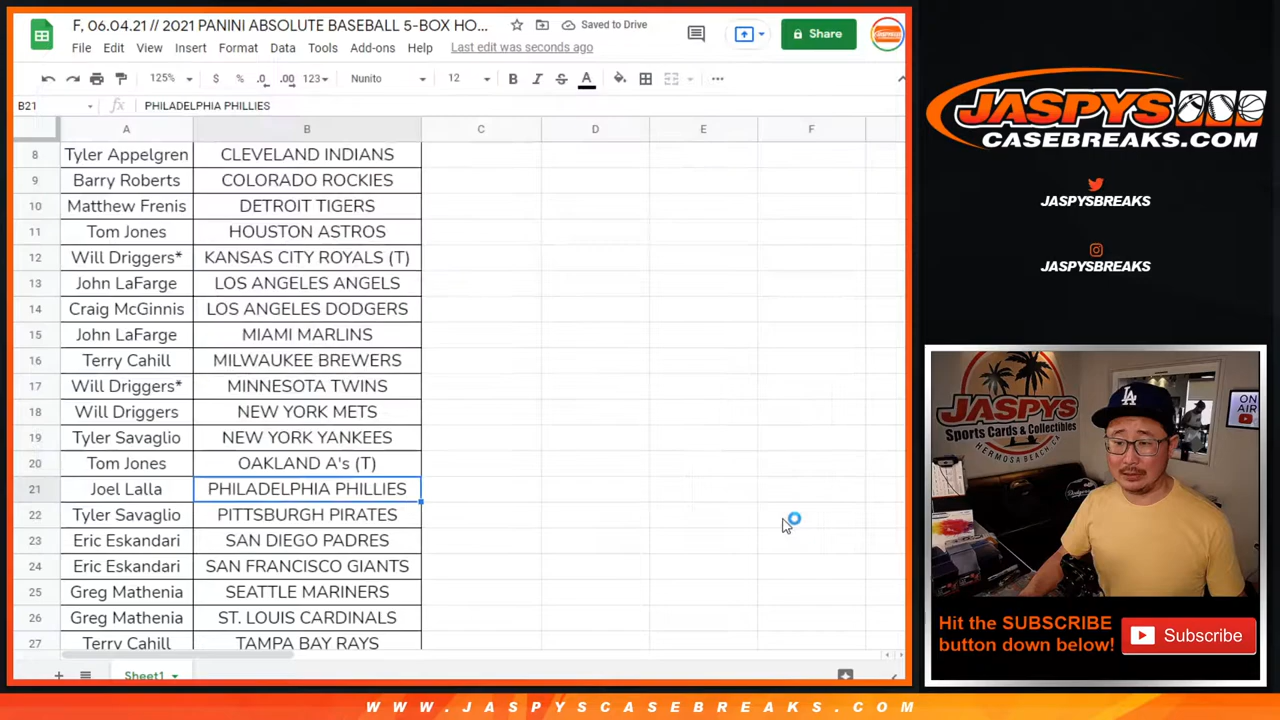 F, 06.04.21 // 2021 PANINI ABSOLUTE BASEBALL 5-BOX HO...
Saved to Drive
File Edit View Insert Format Data Tools Add-ons Help Last edit was seconds ago
Share
125% $ % .0 .00 123 Nunito 12 B I S A
B21 fx PHILADELPHIA PHILLIES
A B C D E F
8 Tyler Appelgren CLEVELAND INDIANS
9 Barry Roberts COLORADO ROCKIES
10 Matthew Frenis DETROIT TIGERS
11 Tom Jones HOUSTON ASTROS
12 Will Driggers* KANSAS CITY ROYALS (T)
13 John LaFarge LOS ANGELES ANGELS
14 Craig McGinnis LOS ANGELES DODGERS
15 John LaFarge MIAMI MARLINS
16 Terry Cahill MILWAUKEE BREWERS
17 Will Driggers* MINNESOTA TWINS
18 Will Driggers NEW YORK METS
19 Tyler Savaglio NEW YORK YANKEES
20 Tom Jones OAKLAND A's (T)
21 Joel Lalla PHILADELPHIA PHILLIES
22 Tyler Savaglio PITTSBURGH PIRATES
23 Eric Eskandari SAN DIEGO PADRES
24 Eric Eskandari SAN FRANCISCO GIANTS
25 Greg Mathenia SEATTLE MARINERS
26 Greg Mathenia ST. LOUIS CARDINALS
27 Terry Cahill TAMPA BAY RAYS
Sheet1
JASPYS
CASEBREAKS.COM
JASPYSBREAKS
JASPYSBREAKS
JASPYS
Sports Cards & Collectibles
HERMOSA BEACH, CA
LA
ON
AIR
Hit the SUBSCRIBE
button down below!
Subscribe
WWW.JASPYSCASEBREAKS.COM